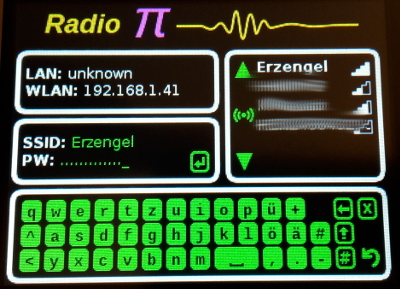 Radio π
LAN: unknown
WLAN: 192.168.1.41
Erzengel
SSID: Erzengel
PW: ............._
q w e r t z u i o p ü + ← X
^ a s d f g h j k l ö ä # ⇧
< y x c v b n m , . - #